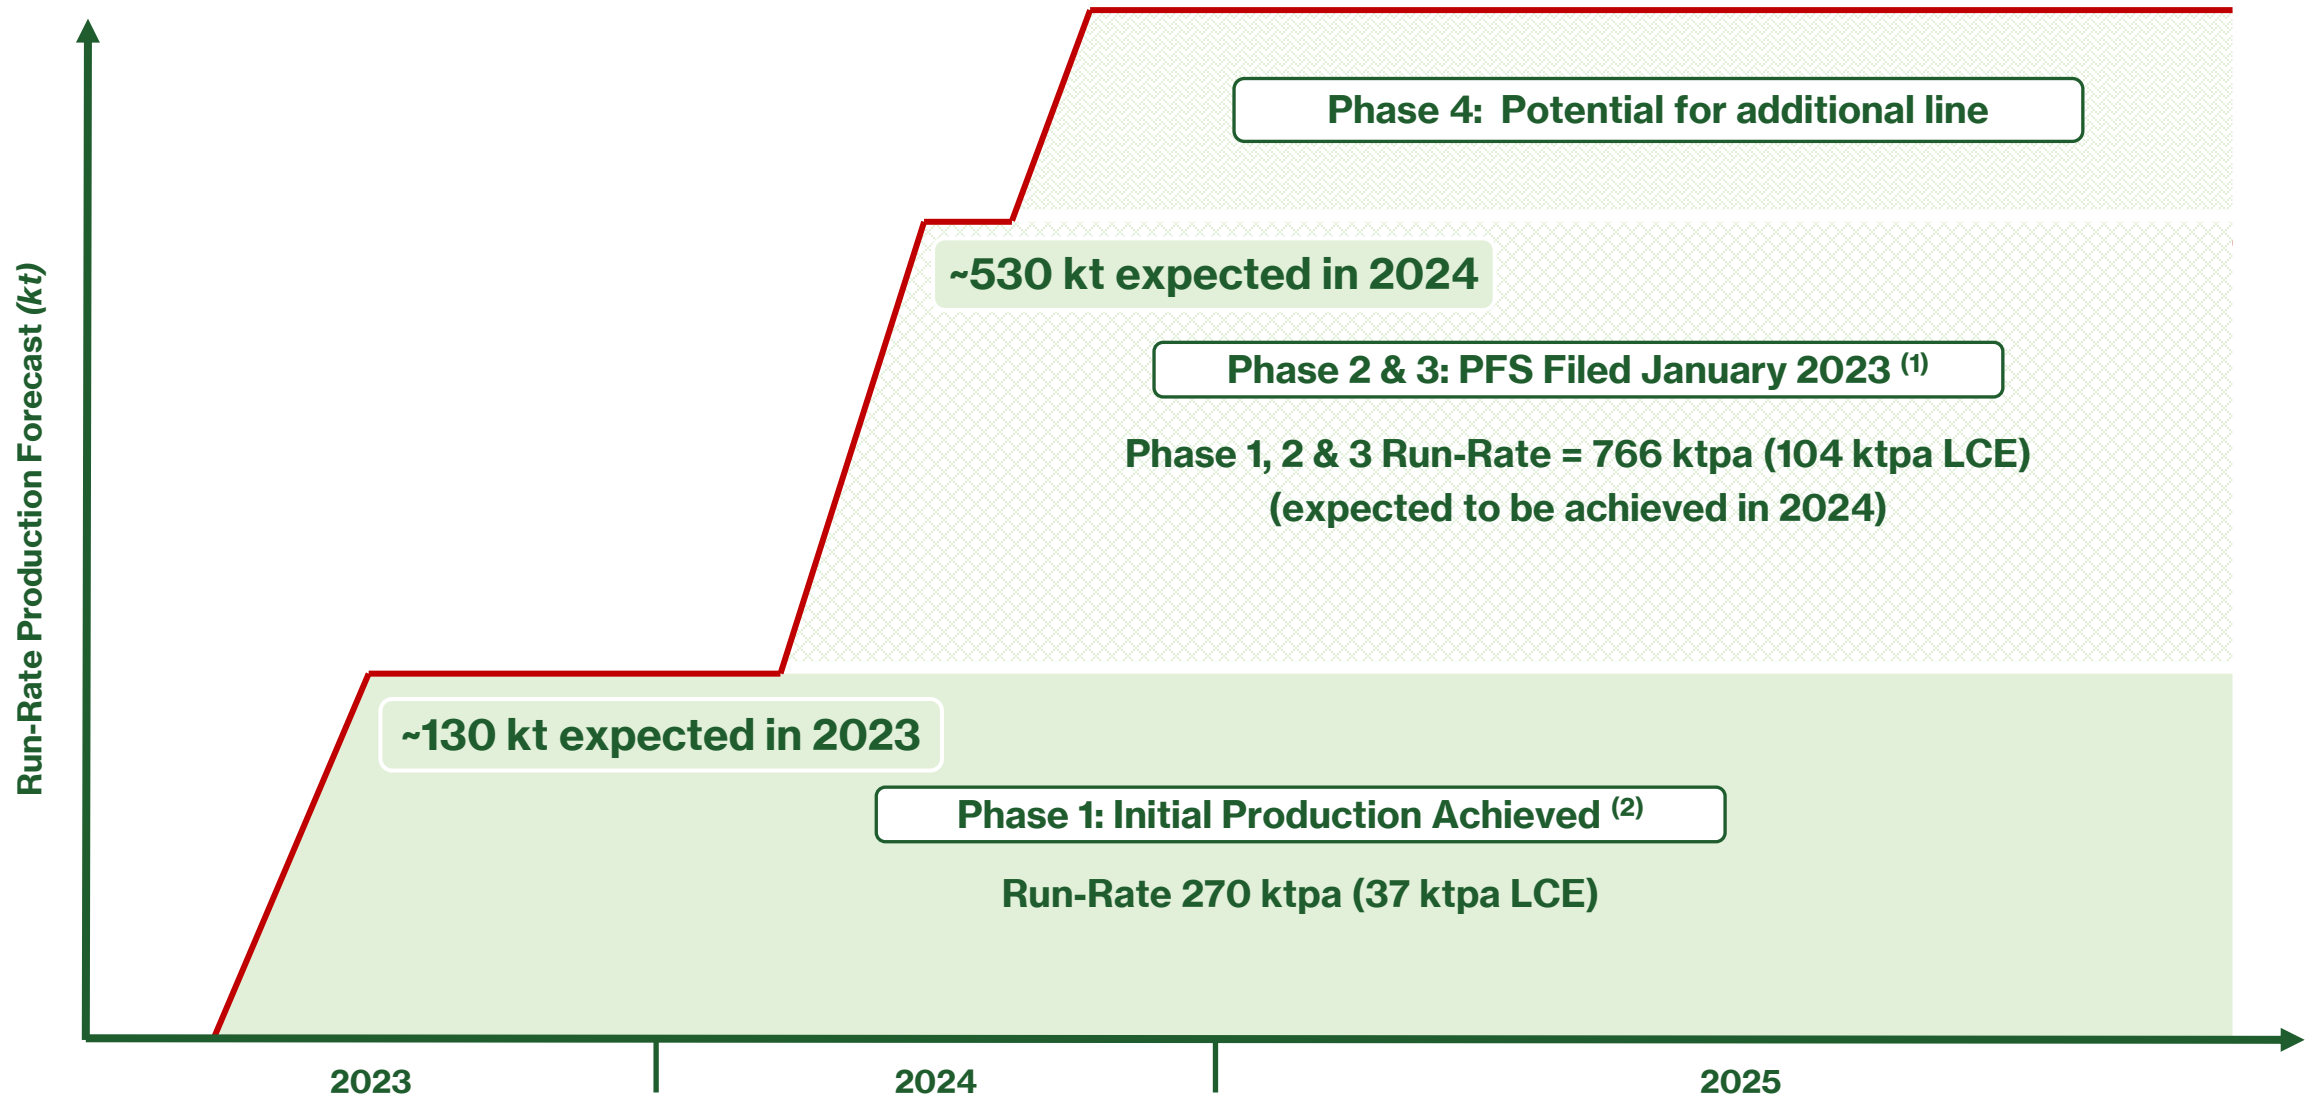 Phase 4:  Potential for additional line
~530 kt expected in 2024
Phase 2 & 3: PFS Filed January 2023 (1)
Phase 1, 2 & 3 Run-Rate = 766 ktpa (104 ktpa LCE)
(expected to be achieved in 2024)
Run-Rate Production Forecast (kt)
~130 kt expected in 2023
Phase 1: Initial Production Achieved (2)
Run-Rate 270 ktpa (37 ktpa LCE)
2023
2024
2025